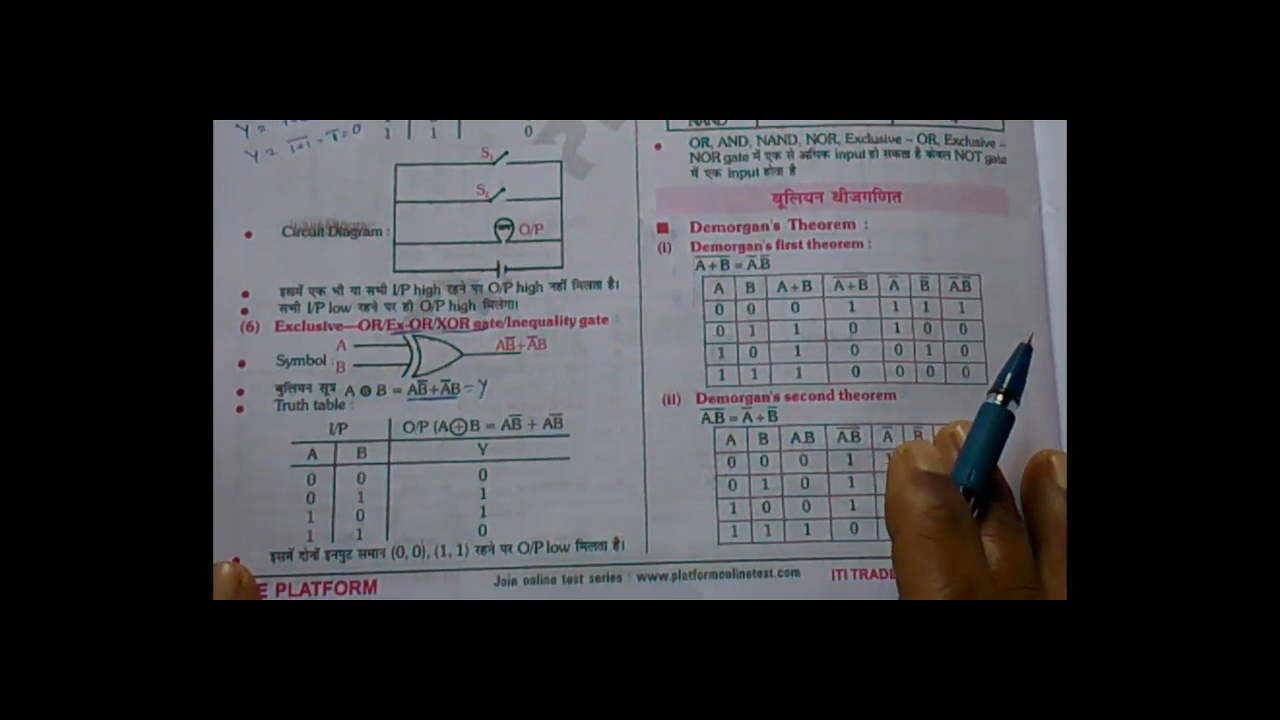 1 1 0
S₁
S₂
O/P
Circuit Diagram :
इसमें एक भी या सभी I/P high रहने पर O/P high नहीं मिलता है।
सभी I/P low रहने पर ही O/P high मिलेगा।
(6) Exclusive—OR/Ex-OR/XOR gate/Inequality gate :
A
B
AB̅+A̅B
Symbol :
बुलियन सूत्र A ⊕ B = AB̅+A̅B = Y
Truth table :
I/P O/P (A⊕B = AB̅ + AB̅
A B Y
0 0 0
0 1 1
1 0 1
1 1 0
इसमें दोनों इनपुट समान (0, 0), (1, 1) रहने पर O/P low मिलता है।
E PLATFORM
Join online test series : www.platformonlinetest.com
ITI TRAD
OR, AND, NAND, NOR, Exclusive – OR, Exclusive –
NOR gate में एक से अधिक input हो सकता है केवल NOT gate
में एक input होता है
बूलियन बीजगणित
Demorgan's Theorem :
(i) Demorgan's first theorem :
A̅+̅B̅ = A̅.B̅
A B A+B A̅+̅B̅ A̅ B̅ A̅.B̅
0 0 0 1 1 1 1
0 1 1 0 1 0 0
1 0 1 0 0 1 0
1 1 1 0 0 0 0
(ii) Demorgan's second theorem
A̅.̅B̅ = A̅ + B̅
A B A.B A̅.̅B̅ A̅ B̅
0 0 0 1 1
0 1 0 1
1 0 0 1
1 1 1 0